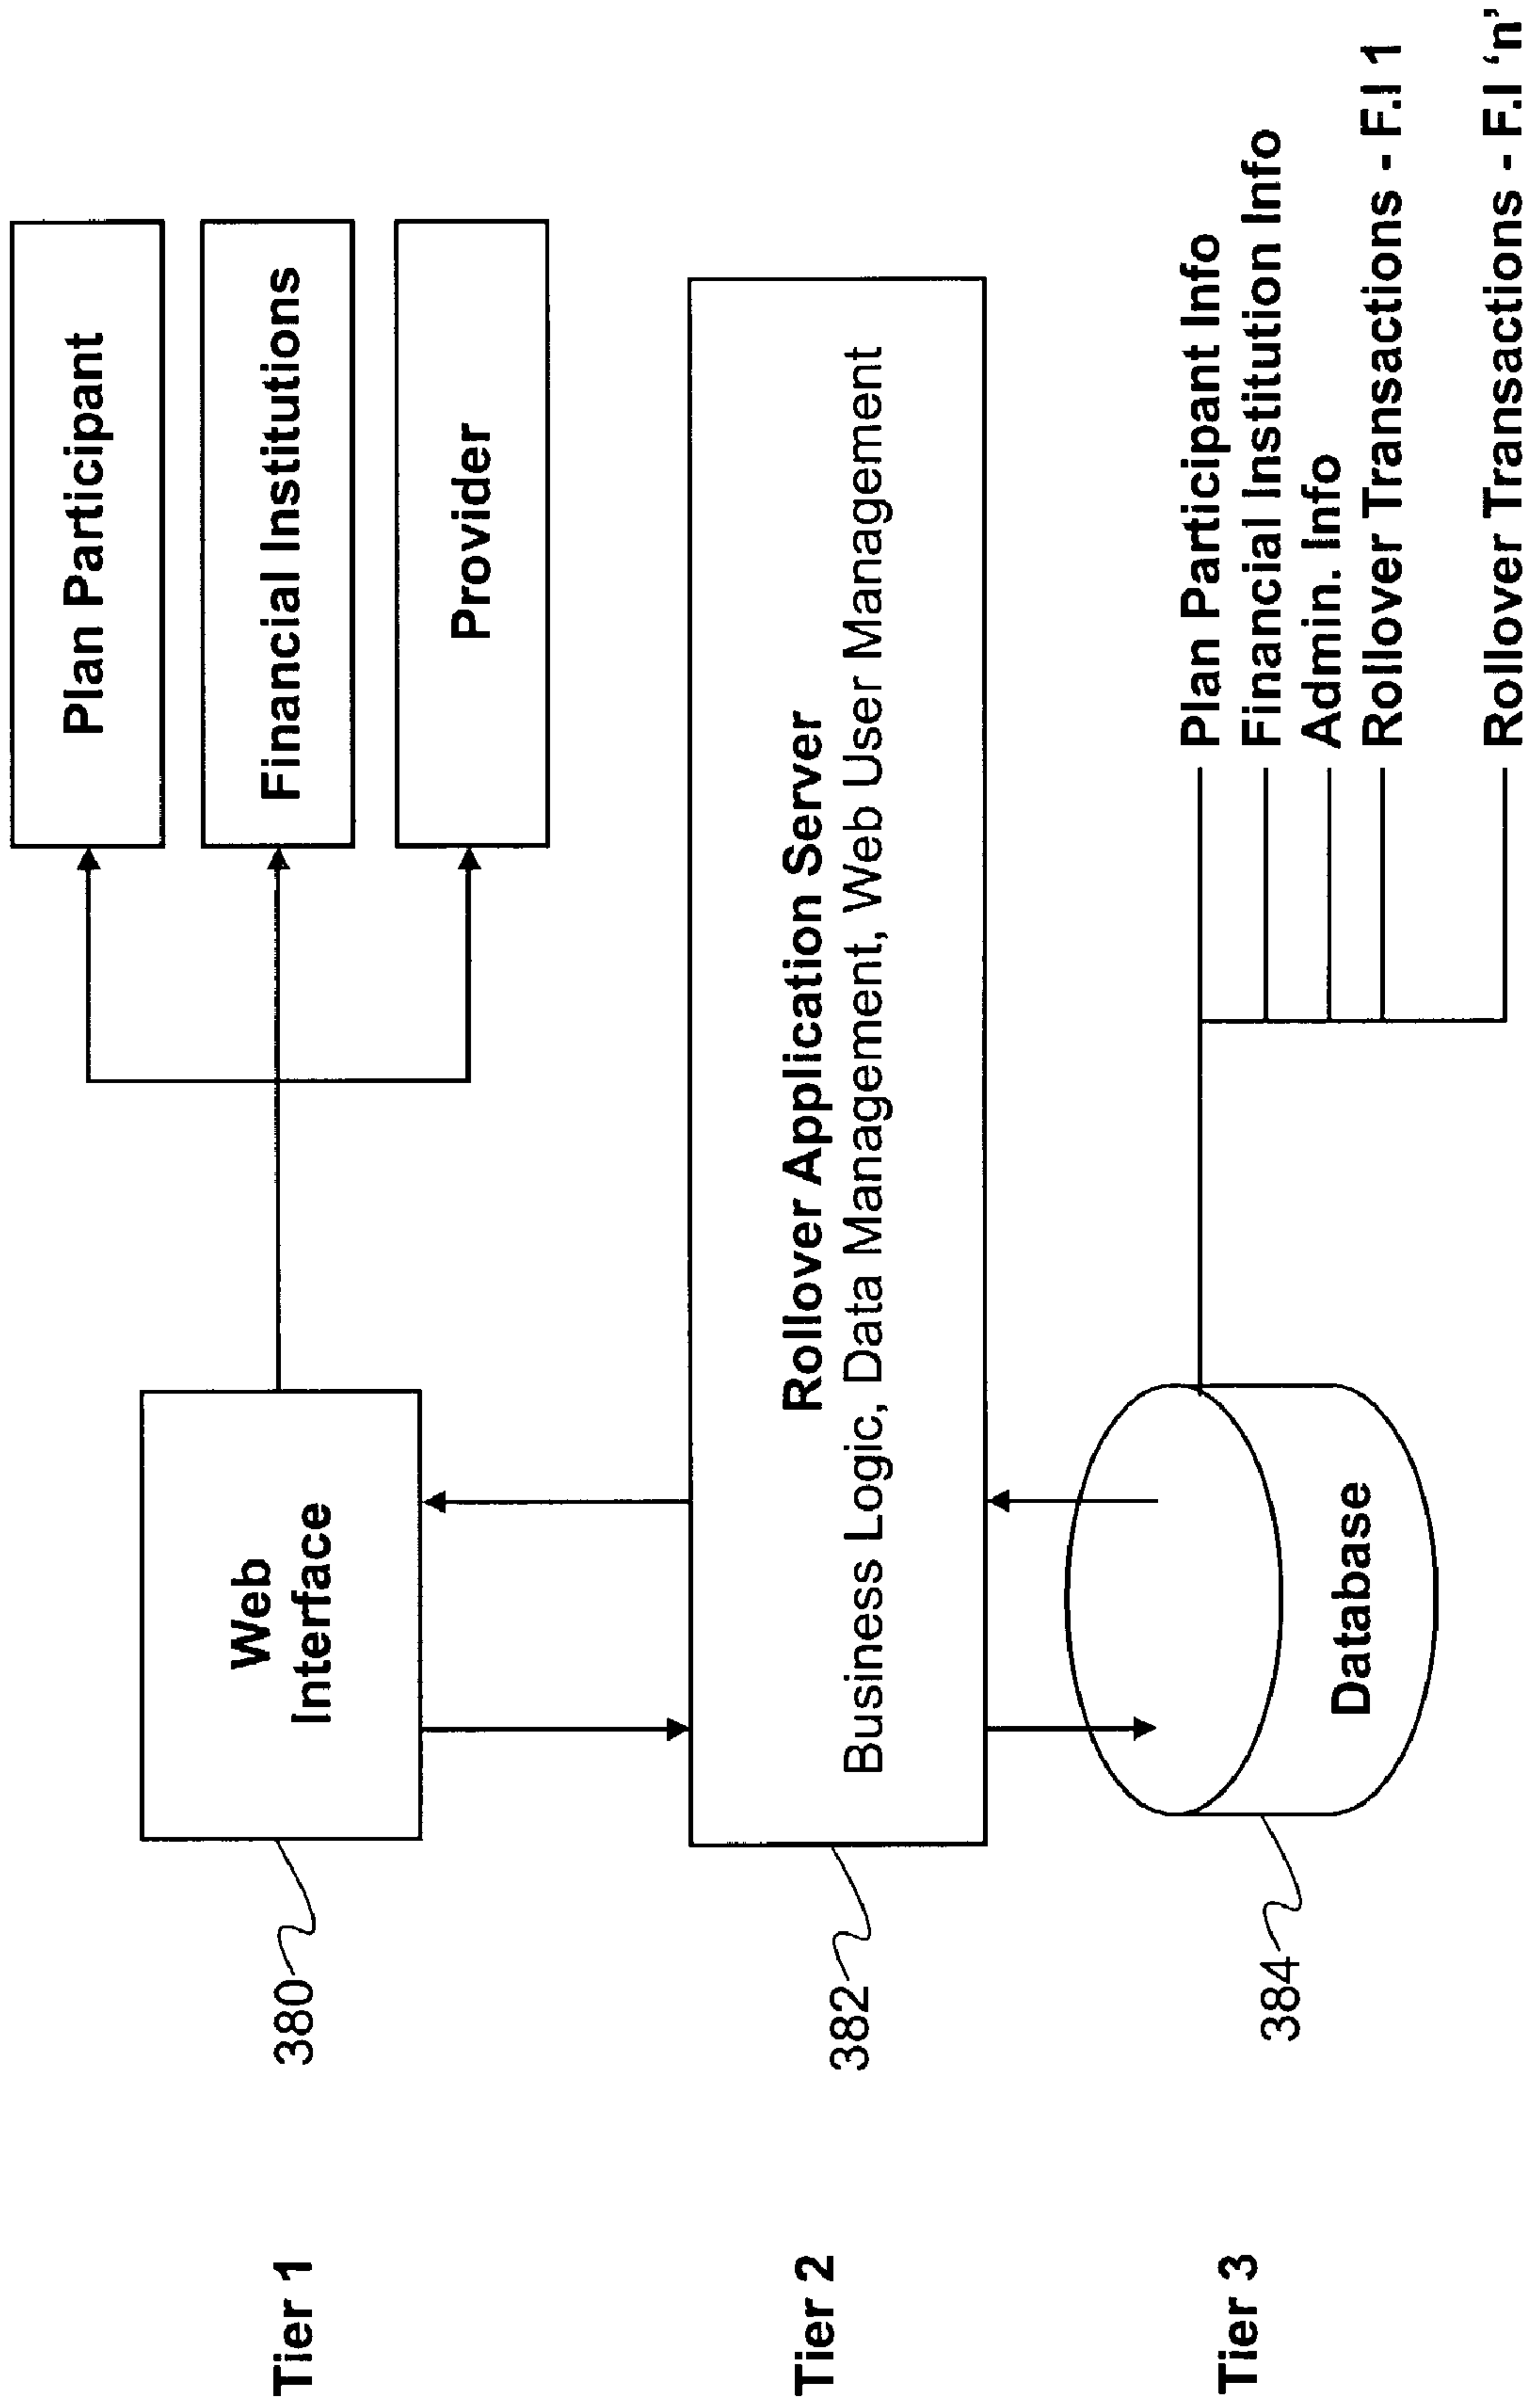 Tier 1
380
Web
Interface
Plan Participant
Financial Institutions
Provider
Tier 2
382
Rollover Application Server
Business Logic, Data Management, Web User Management
Tier 3
384
Database
Plan Participant Info
Financial Institution Info
Admin. Info
Rollover Transactions - F.I 1
Rollover Transactions - F.I ‘n’